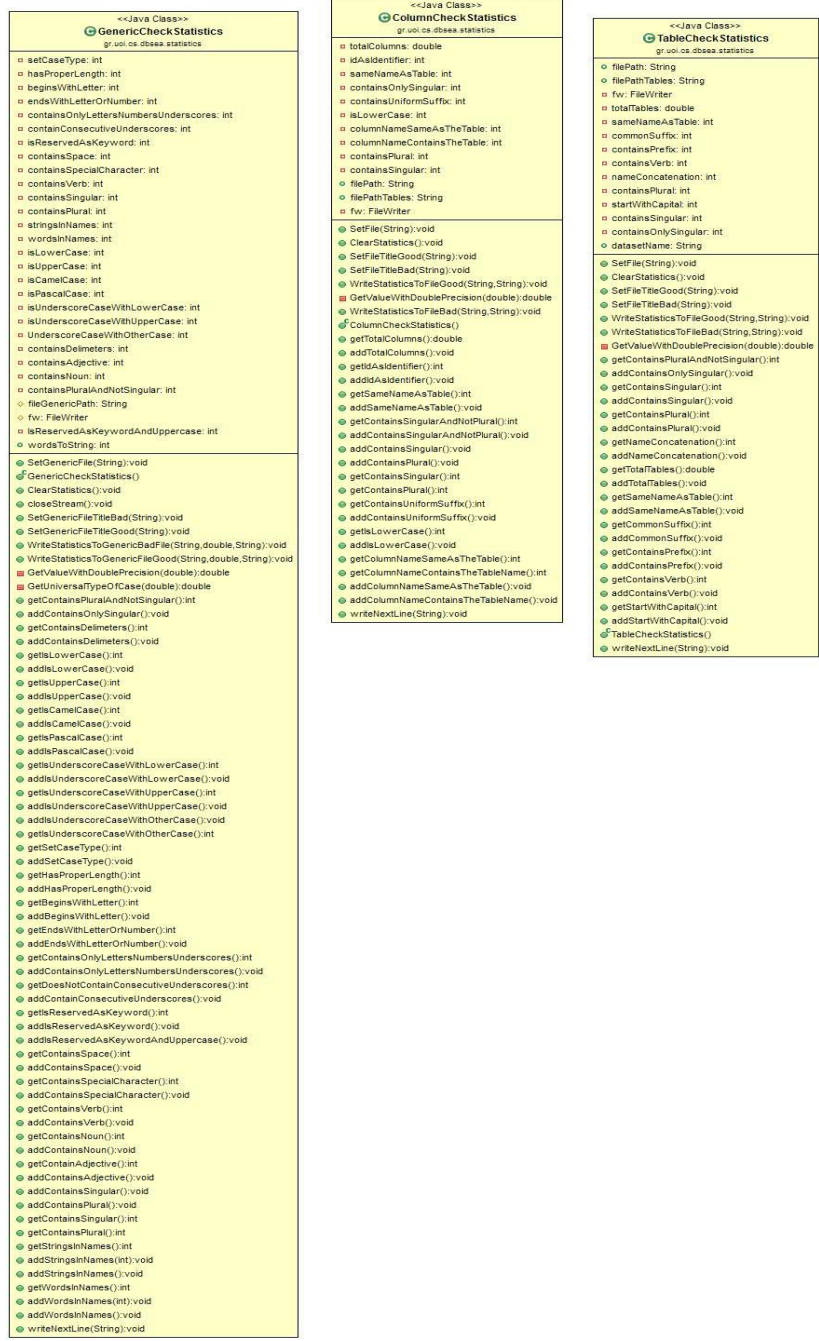 <<Java Class>>
GenericCheckStatistics
gr.uoi.cs.dbsea.statistics
setCaseType: int
hasProperLength: int
beginsWithLetter: int
endsWithLetterOrNumber: int
containsOnlyLettersNumbersUnderscores: int
containConsecutiveUnderscores: int
isReservedAsKeyword: int
containsSpace: int
containsSpecialCharacter: int
containsVerb: int
containsSingular: int
containsPlural: int
stringsInNames: int
wordsInNames: int
isLowerCase: int
isUpperCase: int
isCamelCase: int
isPascalCase: int
isUnderscoreCaseWithLowerCase: int
isUnderscoreCaseWithUpperCase: int
UnderscoreCaseWithOtherCase: int
containsDelimeters: int
containsAdjective: int
containsNoun: int
containsPluralAndNotSingular: int
fileGenericPath: String
fw: FileWriter
IsReservedAsKeywordAndUppercase: int
wordsToString: int
SetGenericFile(String):void
GenericCheckStatistics()
ClearStatistics():void
closeStream():void
SetGenericFileTitleBad(String):void
SetGenericFileTitleGood(String):void
WriteStatisticsToGenericBadFile(String,double,String):void
WriteStatisticsToGenericFileGood(String,double,String):void
GetValueWithDoublePrecision(double):double
GetUniversalTypeOfCase(double):double
getContainsPluralAndNotSingular():int
addContainsOnlySingular():void
getContainsDelimeters():int
addContainsDelimeters():void
getIsLowerCase():int
addIsLowerCase():void
getIsUpperCase():int
addIsUpperCase():void
getIsCamelCase():int
addIsCamelCase():void
getIsPascalCase():int
addIsPascalCase():void
getIsUnderscoreCaseWithLowerCase():int
addIsUnderscoreCaseWithLowerCase():void
getIsUnderscoreCaseWithUpperCase():int
addIsUnderscoreCaseWithUpperCase():void
addIsUnderscoreCaseWithOtherCase():void
getIsUnderscoreCaseWithOtherCase():int
getSetCaseType():int
addSetCaseType():void
getHasProperLength():int
addHasProperLength():void
getBeginsWithLetter():int
addBeginsWithLetter():void
getEndsWithLetterOrNumber():int
addEndsWithLetterOrNumber():void
getContainsOnlyLettersNumbersUnderscores():int
addContainsOnlyLettersNumbersUnderscores():void
getDoesNotContainConsecutiveUnderscores():int
addContainConsecutiveUnderscores():void
getIsReservedAsKeyword():int
addIsReservedAsKeyword():void
addIsReservedAsKeywordAndUppercase():void
getContainsSpace():int
addContainsSpace():void
getContainsSpecialCharacter():int
addContainsSpecialCharacter():void
getContainsVerb():int
addContainsVerb():void
getContainsNoun():int
addContainsNoun():void
getContainAdjective():int
addContainsAdjective():void
addContainsSingular():void
addContainsPlural():void
getContainsSingular():int
getContainsPlural():int
getStringsInNames():int
addStringsInNames(int):void
addStringsInNames():void
getWordsInNames():int
addWordsInNames(int):void
addWordsInNames():void
writeNextLine(String):void
<<Java Class>>
ColumnCheckStatistics
gr.uoi.cs.dbsea.statistics
totalColumns: double
idAsIdentifier: int
sameNameAsTable: int
containsOnlySingular: int
containsUniformSuffix: int
isLowerCase: int
columnNameSameAsTheTable: int
columnNameContainsTheTable: int
containsPlural: int
containsSingular: int
filePath: String
filePathTables: String
fw: FileWriter
SetFile(String):void
ClearStatistics():void
SetFileTitleGood(String):void
SetFileTitleBad(String):void
WriteStatisticsToFileGood(String,String):void
GetValueWithDoublePrecision(double):double
WriteStatisticsToFileBad(String,String):void
ColumnCheckStatistics()
getTotalColumns():double
addTotalColumns():void
getIdAsIdentifier():int
addIdAsIdentifier():void
getSameNameAsTable():int
addSameNameAsTable():void
getContainsSingularAndNotPlural():int
addContainsSingularAndNotPlural():void
addContainsSingular():void
addContainsPlural():void
getContainsSingular():int
getContainsPlural():int
getContainsUniformSuffix():int
addContainsUniformSuffix():void
getIsLowerCase():int
addIsLowerCase():void
getColumnNameSameAsTheTable():int
getColumnNameContainsTheTableName():int
addColumnNameSameAsTheTable():void
addColumnNameContainsTheTableName():void
writeNextLine(String):void
<<Java Class>>
TableCheckStatistics
gr.uoi.cs.dbsea.statistics
filePath: String
filePathTables: String
fw: FileWriter
totalTables: double
sameNameAsTable: int
commonSuffix: int
containsPrefix: int
containsVerb: int
nameConcatenation: int
containsPlural: int
startWithCapital: int
containsSingular: int
containsOnlySingular: int
datasetName: String
SetFile(String):void
ClearStatistics():void
SetFileTitleGood(String):void
SetFileTitleBad(String):void
WriteStatisticsToFileGood(String,String):void
WriteStatisticsToFileBad(String,String):void
GetValueWithDoublePrecision(double):double
getContainsPluralAndNotSingular():int
addContainsOnlySingular():void
getContainsSingular():int
addContainsSingular():void
getContainsPlural():int
addContainsPlural():void
getNameConcatenation():int
addNameConcatenation():void
getTotalTables():double
addTotalTables():void
getSameNameAsTable():int
addSameNameAsTable():void
getCommonSuffix():int
addCommonSuffix():void
getContainsPrefix():int
addContainsPrefix():void
getContainsVerb():int
addContainsVerb():void
getStartWithCapital():int
addStartWithCapital():void
TableCheckStatistics()
writeNextLine(String):void